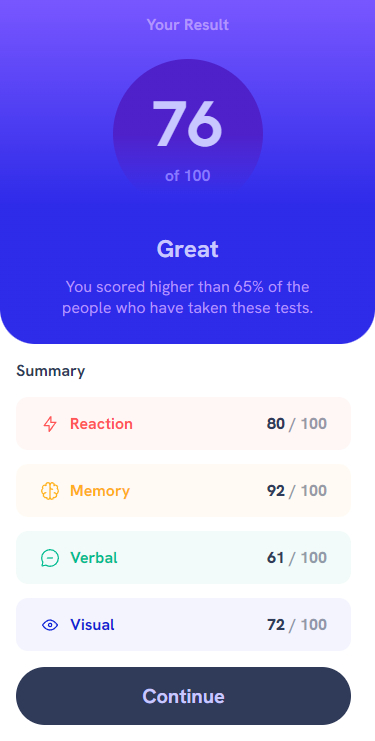 Your Result
76
of 100
Great
You scored higher than 65% of the
people who have taken these tests.
Summary
Reaction 80 / 100
Memory 92 / 100
Verbal 61 / 100
Visual 72 / 100
Continue